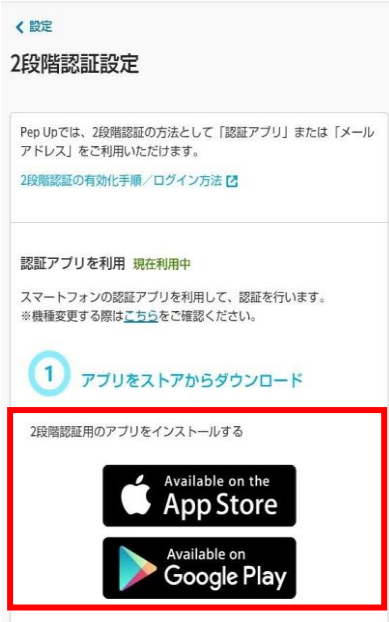 設定
2段階認証設定
Pep Upでは、2段階認証の方法として「認証アプリ」または「メール
アドレス」をご利用いただけます。
2段階認証の有効化手順／ログイン方法
認証アプリを利用 現在利用中
スマートフォンの認証アプリを利用して、認証を行います。
※機種変更する際はこちらをご確認ください。
1 アプリをストアからダウンロード
2段階認証用のアプリをインストールする
Available on the
App Store
Available on
Google Play